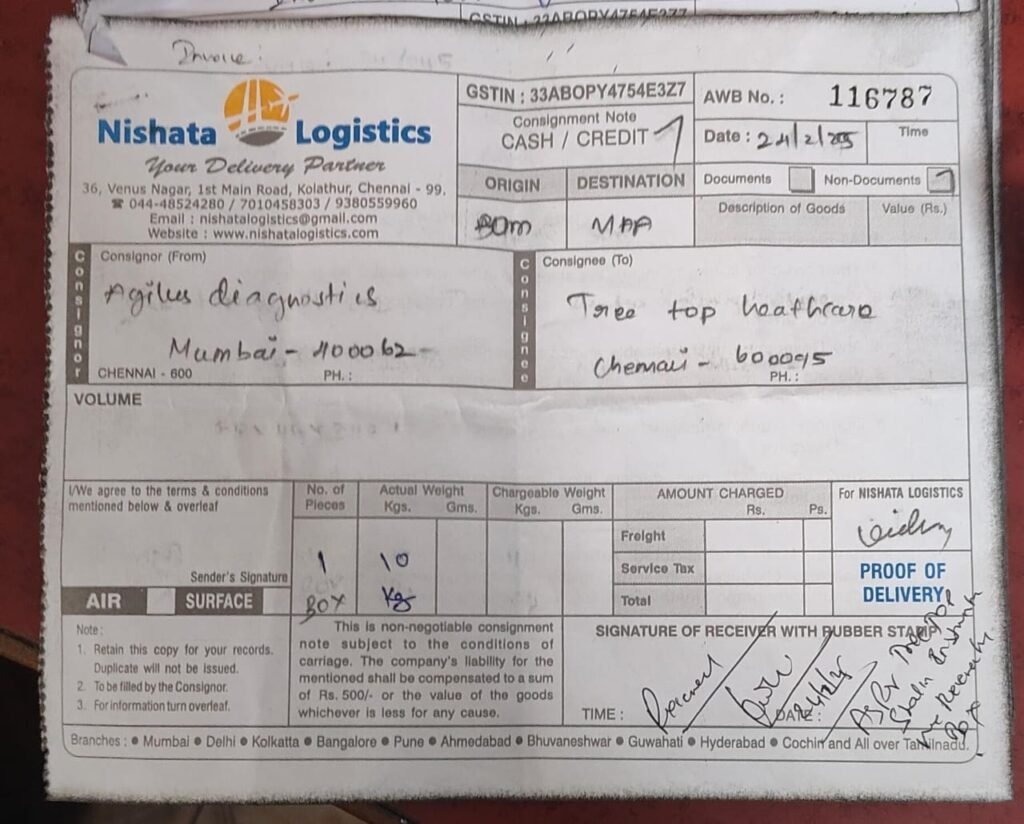 GSTIN : 33ABOPY4754E3Z7
Invoice :
Nishata Logistics
Your Delivery Partner
36, Venus Nagar, 1st Main Road, Kolathur, Chennai - 99.
☎ 044-48524280 / 7010458303 / 9380559960
Email : nishatalogistics@gmail.com
Website : www.nishatalogistics.com
GSTIN : 33ABOPY4754E3Z7
Consignment Note
CASH / CREDIT
AWB No. : 116787
Date : 24/2/25
Time
ORIGIN
DESTINATION
Documents
Non-Documents
BOM
MAA
Description of Goods
Value (Rs.)
Consignor
Consignor (From)
Agilus diagnostics
Mumbai - 400062 -
CHENNAI - 600
PH. :
Consignee
Consignee (To)
Tree top heathcare
Chennai - 600095
PH. :
VOLUME
I/We agree to the terms & conditions
mentioned below & overleaf
Sender's Signature
AIR
SURFACE
No. of
Pieces
1
BOX
Actual Weight
Kgs. Gms.
10
Kg
Chargeable Weight
Kgs. Gms.
AMOUNT CHARGED
Rs. Ps.
Freight
Service Tax
Total
For NISHATA LOGISTICS
PROOF OF
DELIVERY
Note :
1. Retain this copy for your records.
Duplicate will not be issued.
2. To be filled by the Consignor.
3. For information turn overleaf.
This is non-negotiable consignment
note subject to the conditions of
carriage. The company's liability for the
mentioned shall be compensated to a sum
of Rs. 500/- or the value of the goods
whichever is less for any cause.
SIGNATURE OF RECEIVER WITH RUBBER STAMP
Received
24/2/25
TIME :
DATE :
Branches : ● Mumbai ● Delhi ● Kolkatta ● Bangalore ● Pune ● Ahmedabad ● Bhuvaneshwar ● Guwahati ● Hyderabad ● Cochin and All over Tamilnadu.